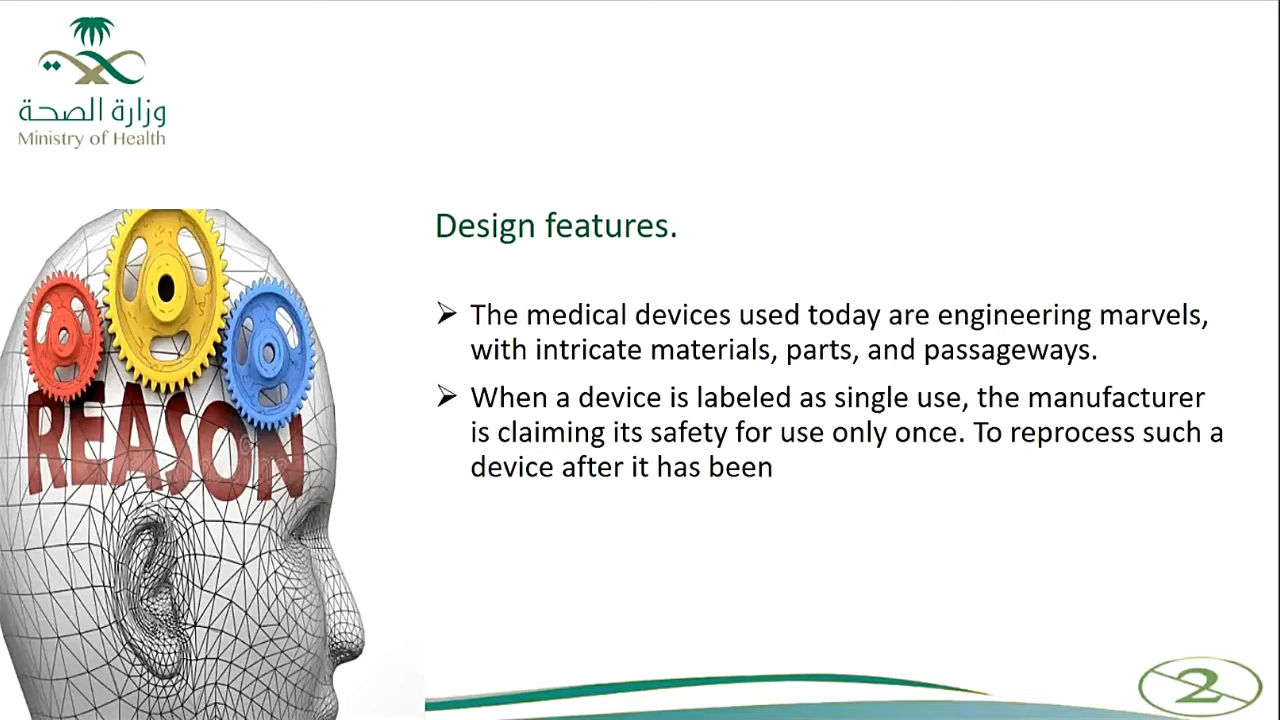 وزارة الصحة
Ministry of Health
Design features.
REASON
➢ The medical devices used today are engineering marvels,
with intricate materials, parts, and passageways.
➢ When a device is labeled as single use, the manufacturer
is claiming its safety for use only once. To reprocess such a
device after it has been
2